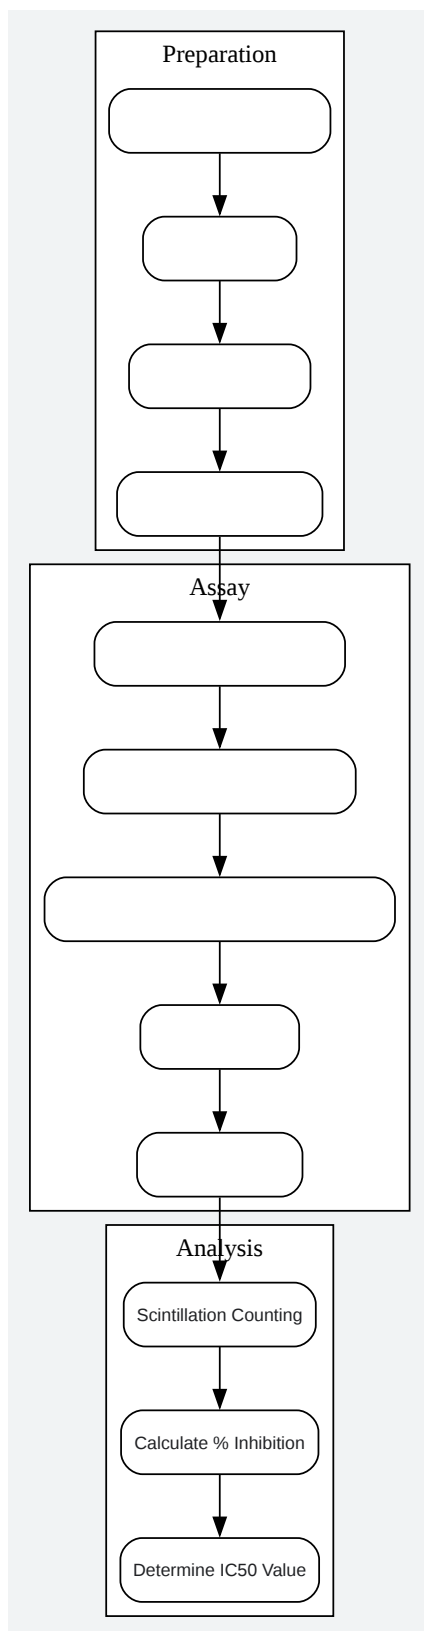 Preparation
Assay
Analysis
Scintillation Counting
Calculate % Inhibition
Determine IC50 Value